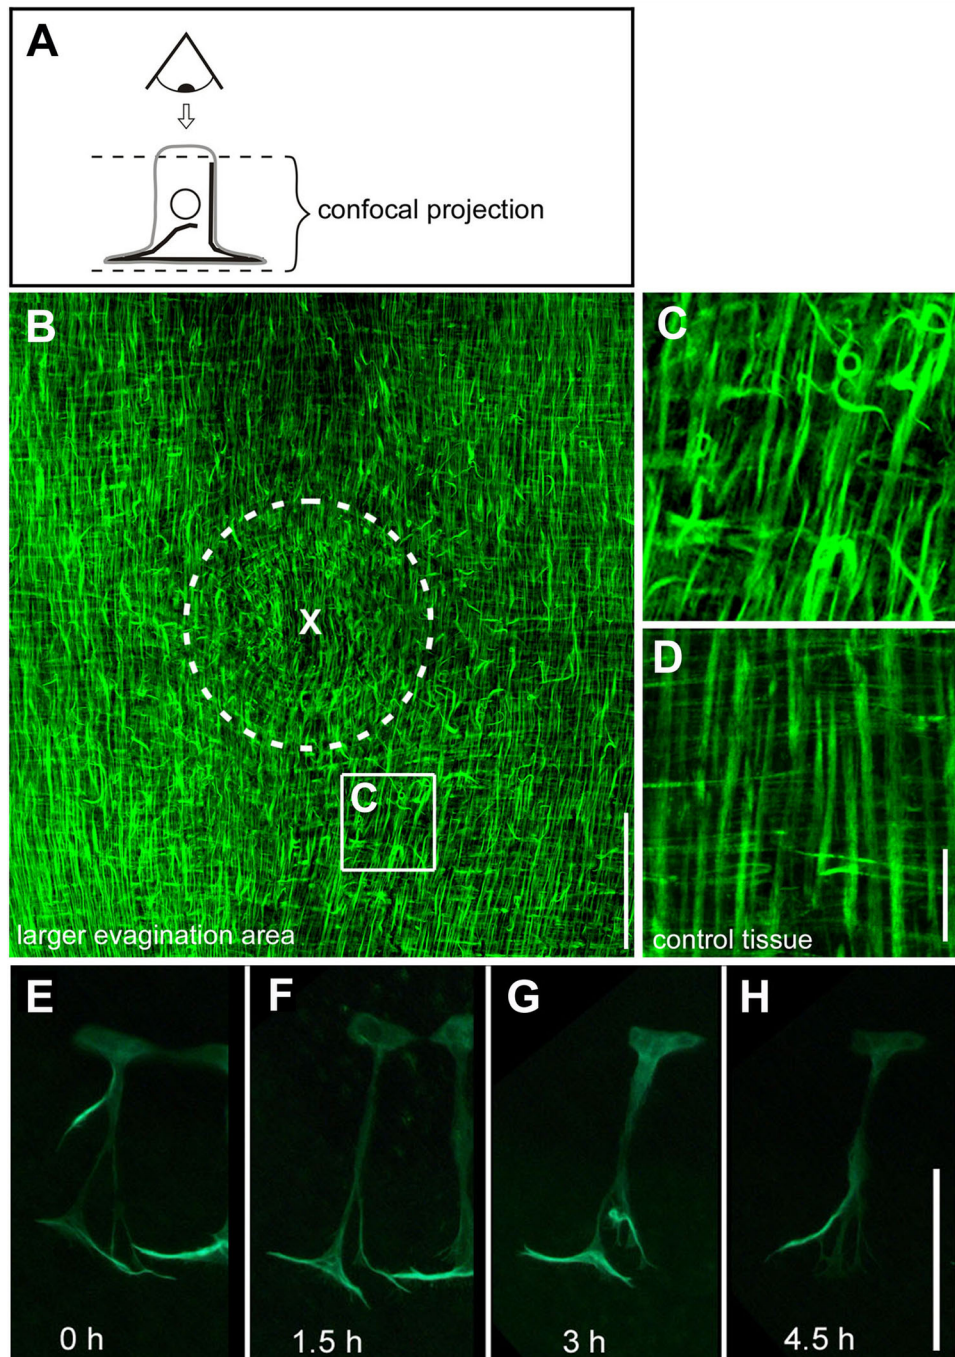 A
confocal projection
B
X
C
larger evagination area
C
D
control tissue
E
0 h
F
1.5 h
G
3 h
H
4.5 h